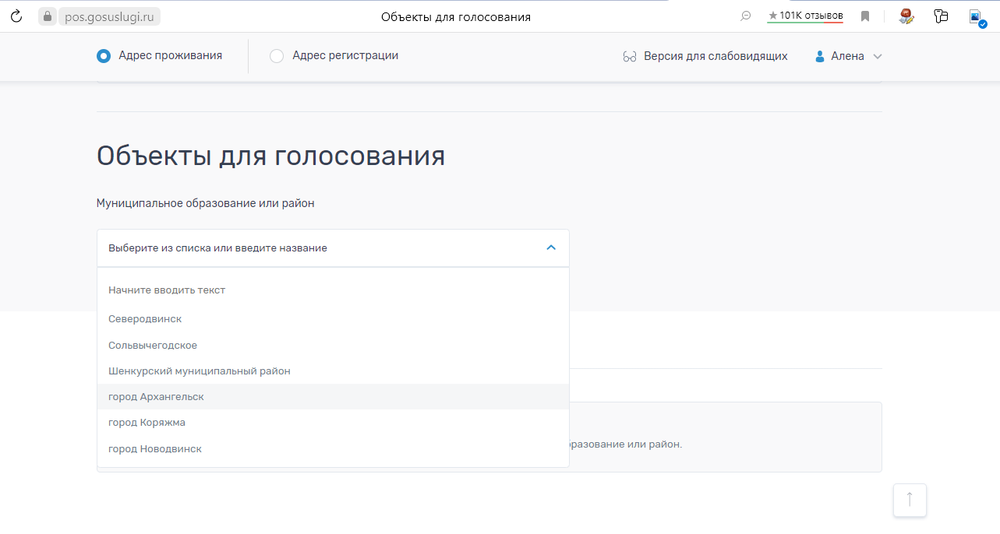 pos.gosuslugi.ru
Объекты для голосования
★ 101K отзывов
Адрес проживания
Адрес регистрации
Версия для слабовидящих
Алена
Объекты для голосования
Муниципальное образование или район
Выберите из списка или введите название
Начните вводить текст
Северодвинск
Сольвычегодское
Шенкурский муниципальный район
город Архангельск
город Коряжма
город Новодвинск
бразование или район.